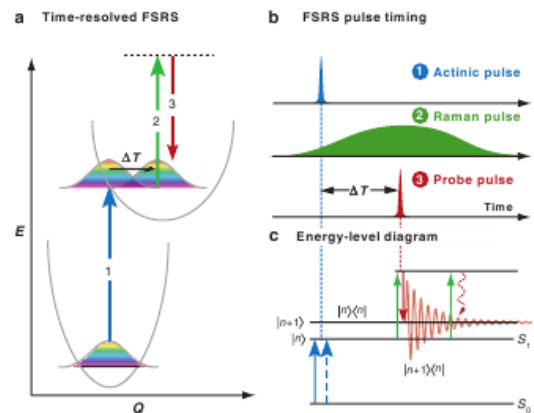 a Time-resolved FSRS
3
2
ΔT
1
E
Q
b FSRS pulse timing
1 Actinic pulse
2 Raman pulse
ΔT
3 Probe pulse
Time
c Energy-level diagram
|n⟩⟨n|
|n+1⟩
|n⟩
S₁
|n+1⟩⟨n|
S₀